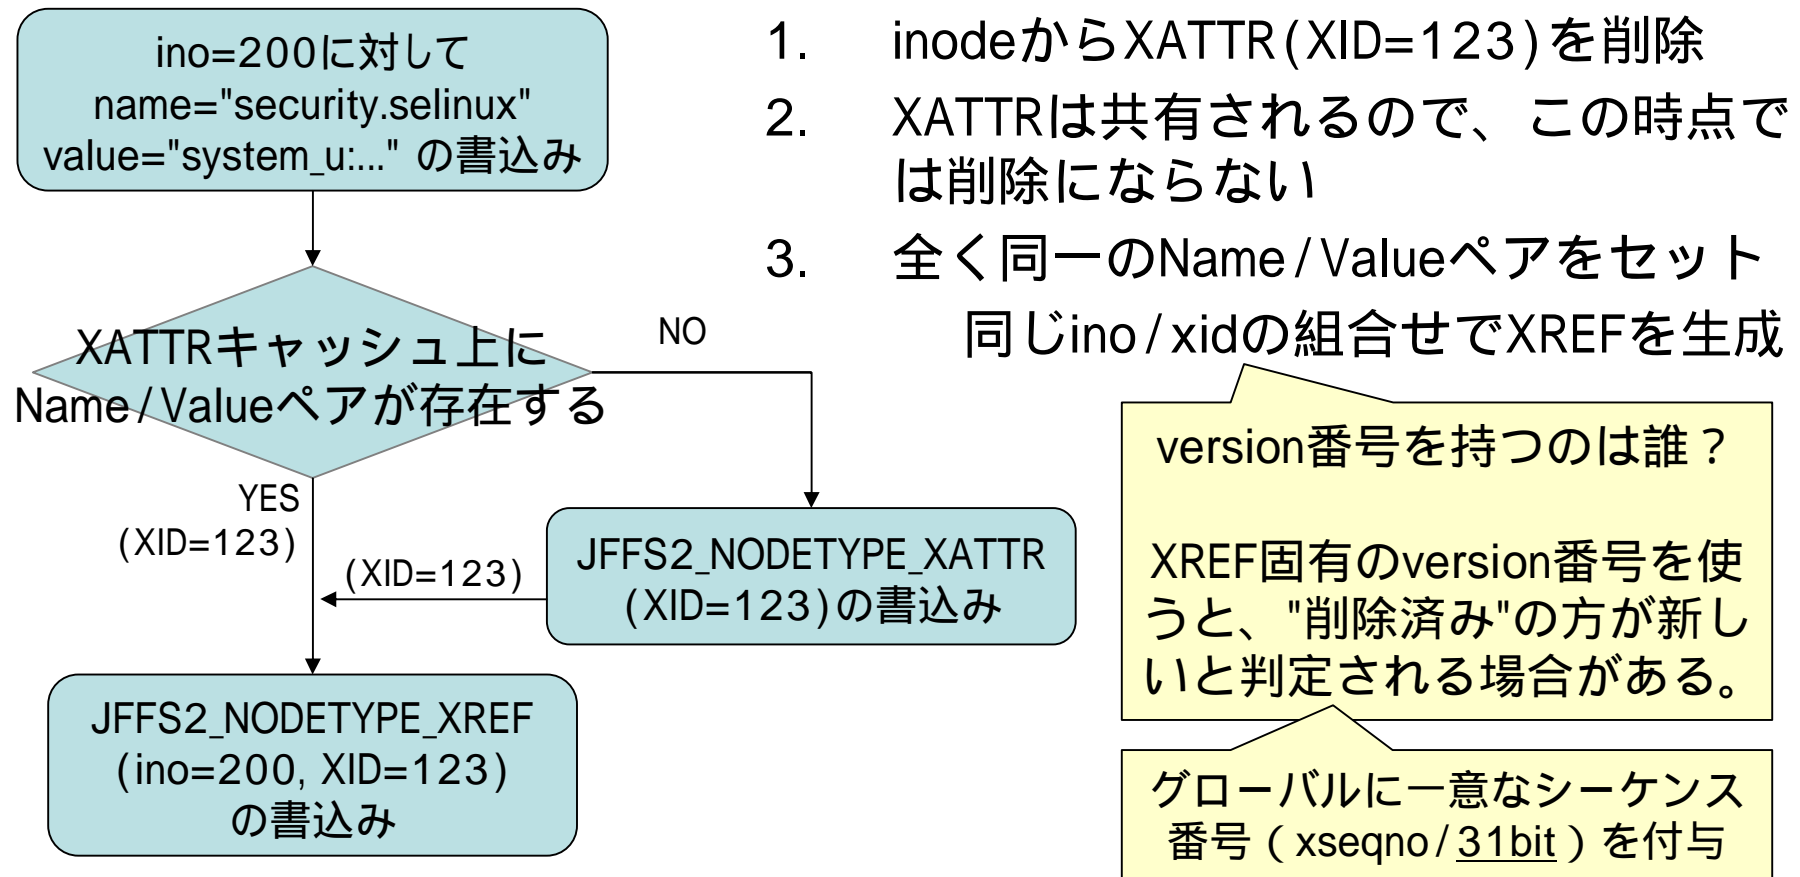 ino=200に対して
name="security.selinux"
value="system_u:..." の書込み
XATTRキャッシュ上に
Name/Valueペアが存在する
NO
YES
(XID=123)
(XID=123)
JFFS2_NODETYPE_XATTR
(XID=123)の書込み
JFFS2_NODETYPE_XREF
(ino=200, XID=123)
の書込み
1. inodeからXATTR(XID=123)を削除
2. XATTRは共有されるので、この時点で
は削除にならない
3. 全く同一のName/Valueペアをセット
同じino/xidの組合せでXREFを生成
version番号を持つのは誰？
XREF固有のversion番号を使
うと、"削除済み"の方が新し
いと判定される場合がある。
グローバルに一意なシーケンス
番号（xseqno/31bit）を付与